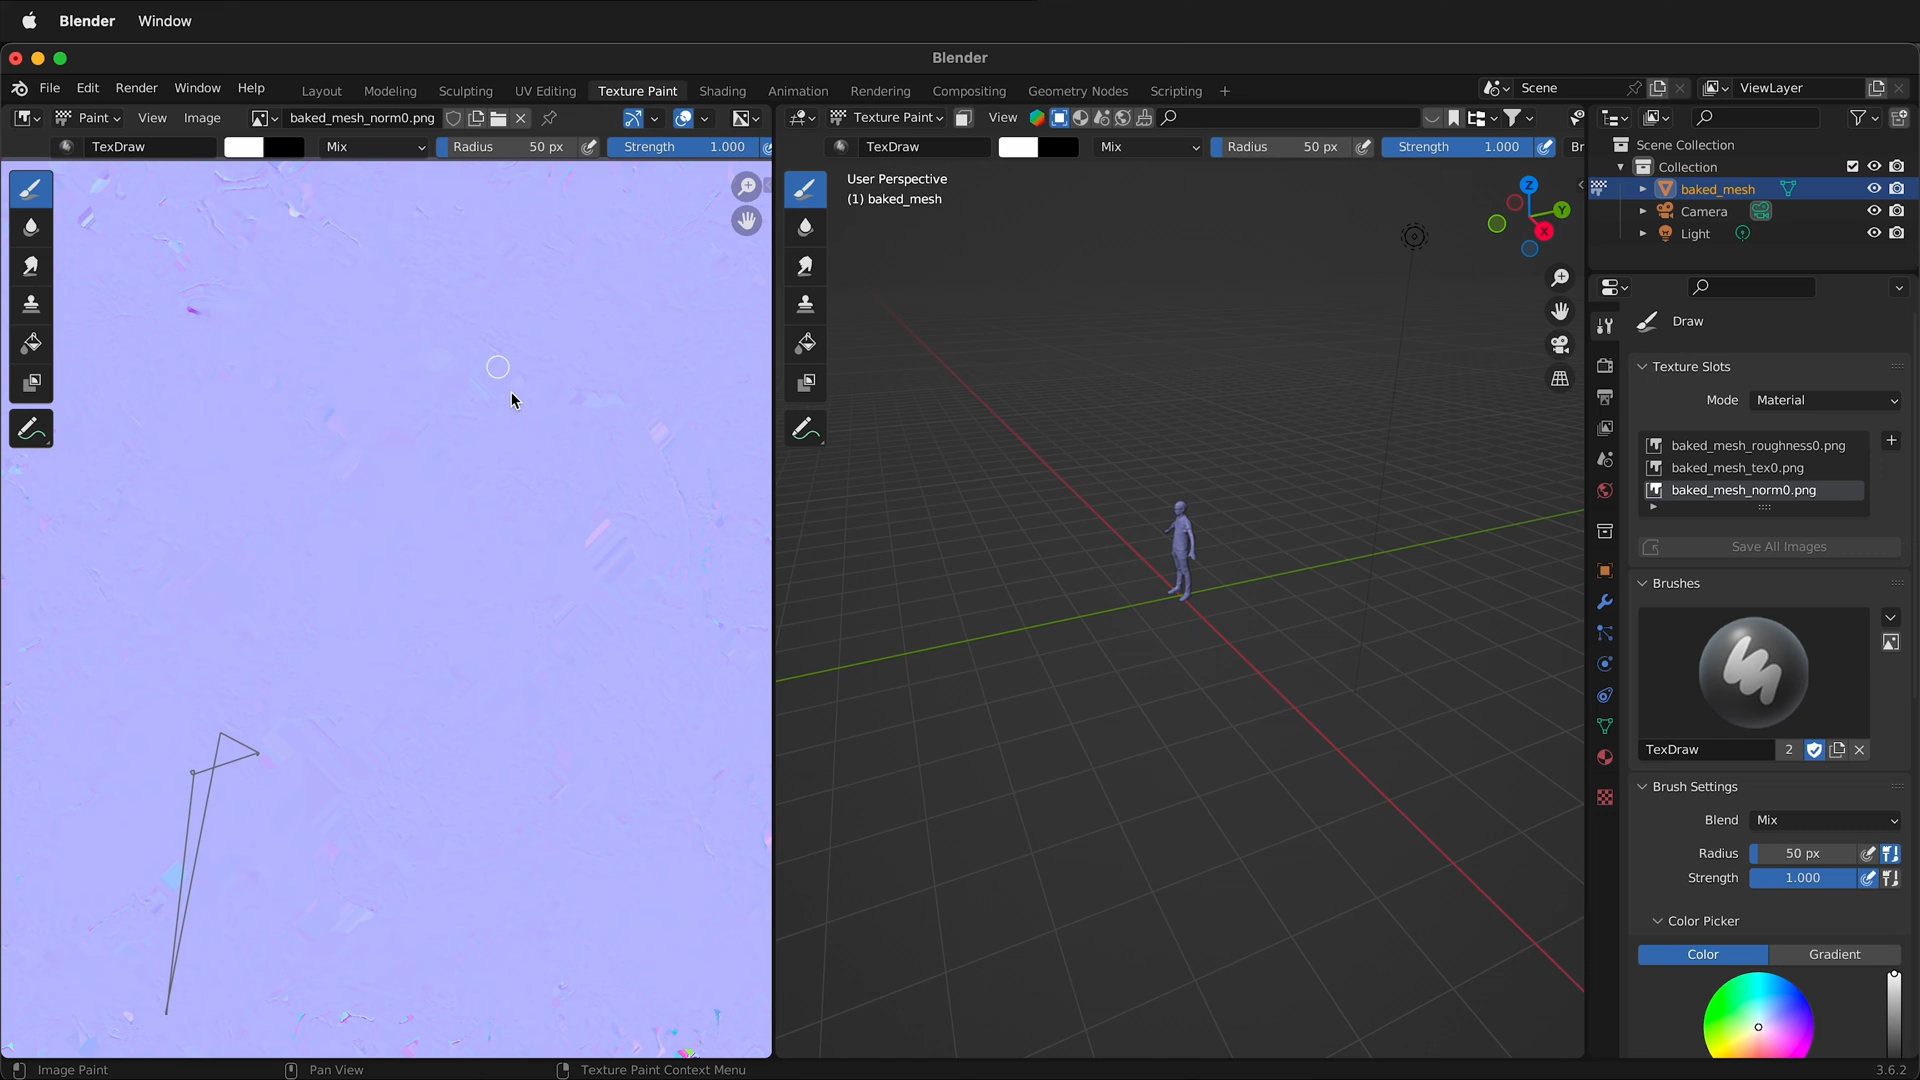 Blender Window
Blender
File Edit Render Window Help Layout Modeling Sculpting UV Editing Texture Paint Shading Animation Rendering Compositing Geometry Nodes Scripting + Scene ViewLayer
Paint View Image baked_mesh_norm0.png Texture Paint View
TexDraw Mix Radius 50 px Strength 1.000 TexDraw Mix Radius 50 px Strength 1.000 Br
Scene Collection
Collection
baked_mesh
Camera
Light
User Perspective
(1) baked_mesh
Z
Y
X
Draw
Texture Slots
Mode Material
baked_mesh_roughness0.png
baked_mesh_tex0.png
baked_mesh_norm0.png
Save All Images
Brushes
TexDraw 2
Brush Settings
Blend Mix
Radius 50 px
Strength 1.000
Color Picker
Color Gradient
Image Paint Pan View Texture Paint Context Menu 3.6.2